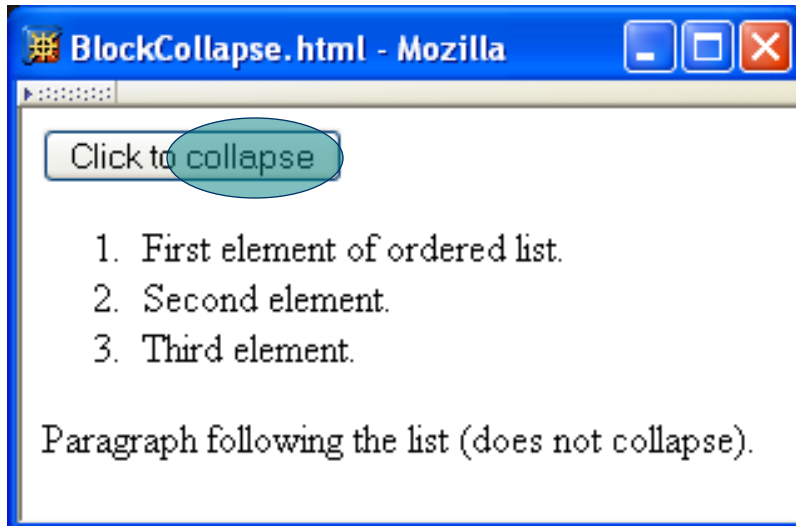 BlockCollapse.html - Mozilla
Click to collapse
1. First element of ordered list.
2. Second element.
3. Third element.
Paragraph following the list (does not collapse).